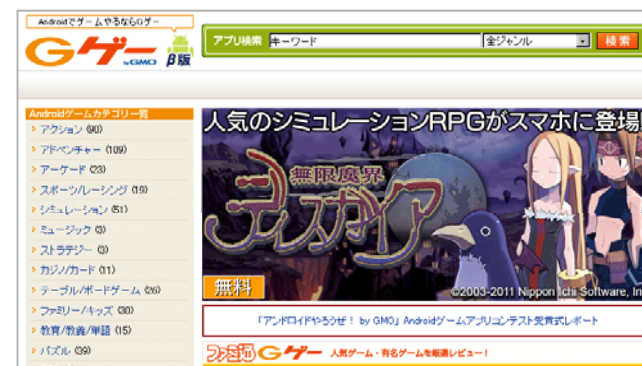 AndroidでゲームやるならGゲー
Gゲー
by GMO β版
アプリ検索 キーワード 全ジャンル 検索
Androidゲームカテゴリ一覧
アクション (90)
アドベンチャー (109)
アーケード (23)
スポーツ/レーシング (19)
シミュレーション (51)
ミュージック (3)
ストラテジー (3)
カジノ/カード (11)
テーブル/ボードゲーム (26)
ファミリー/キッズ (30)
教育/教養/単語 (15)
パズル (39)
人気のシミュレーションRPGがスマホに登場
無限魔界
ディスガイア
無料
©2003-2011 Nippon Ichi Software, In
「アンドロイドやろうぜ！ by GMO」 Androidゲームアプリコンテスト受賞式レポート
ファミ通 Gゲー 人気ゲーム・有名ゲームを厳選レビュー！